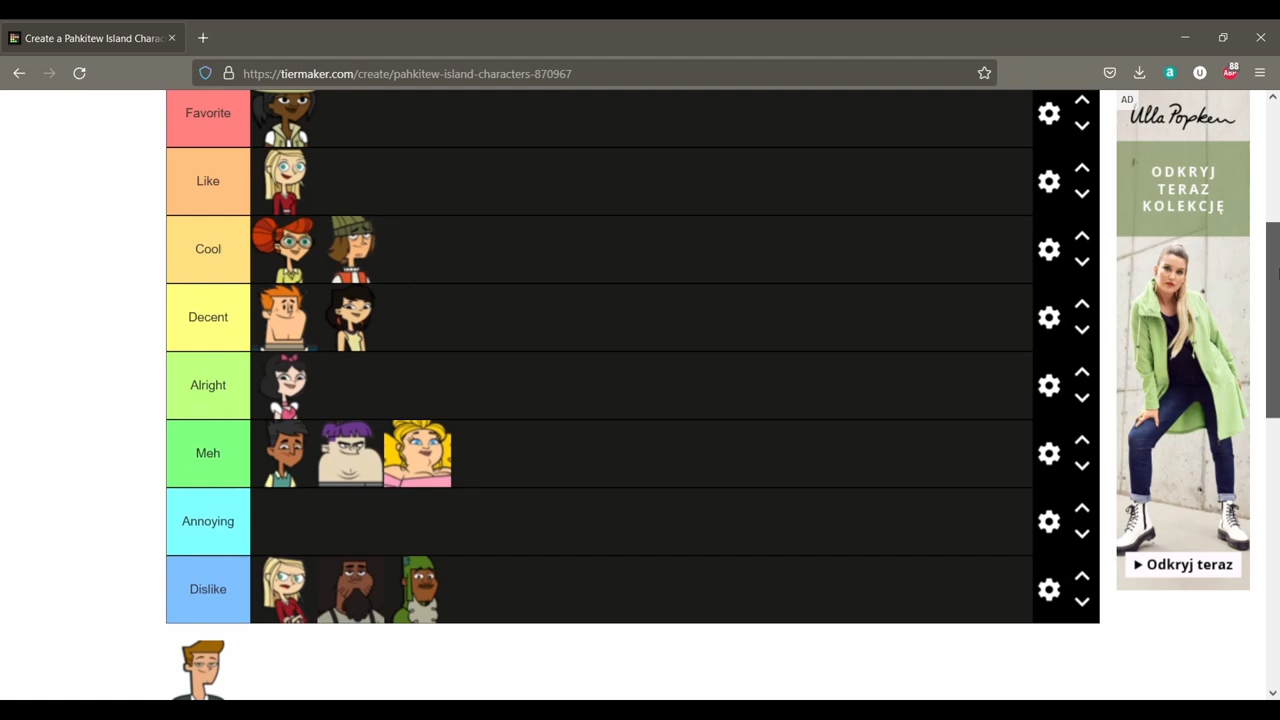 Create a Pahkitew Island Charac
https://tiermaker.com/create/pahkitew-island-characters-870967
88
ABP
a
U
AD
Ulla Popken
ODKRYJ
TERAZ
KOLEKCJĘ
Odkryj teraz
Favorite
Like
Cool
Decent
Alright
Meh
Annoying
Dislike